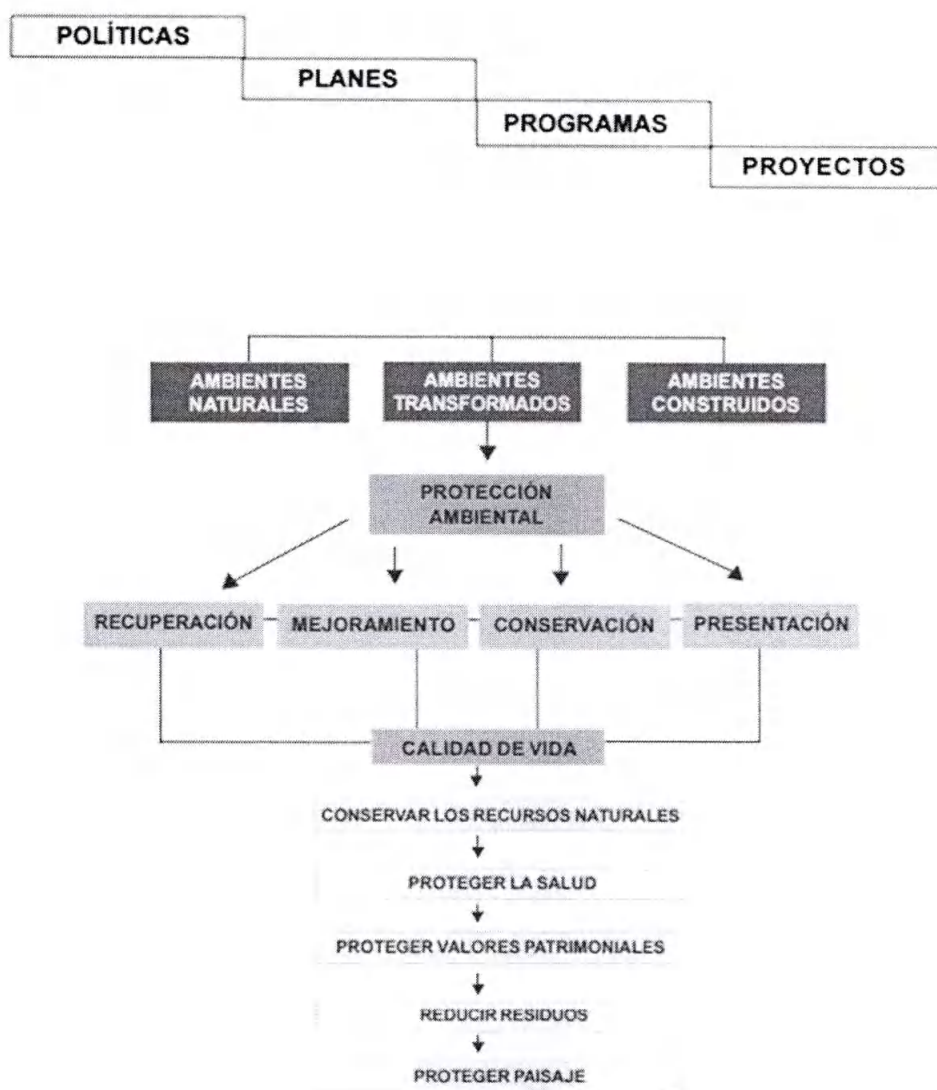 POLÍTICAS
PLANES
PROGRAMAS
PROYECTOS
AMBIENTES
NATURALES
AMBIENTES
TRANSFORMADOS
AMBIENTES
CONSTRUIDOS
PROTECCIÓN
AMBIENTAL
RECUPERACIÓN
MEJORAMIENTO
CONSERVACIÓN
PRESENTACIÓN
CALIDAD DE VIDA
CONSERVAR LOS RECURSOS NATURALES
PROTEGER LA SALUD
PROTEGER VALORES PATRIMONIALES
REDUCIR RESIDUOS
PROTEGER PAISAJE